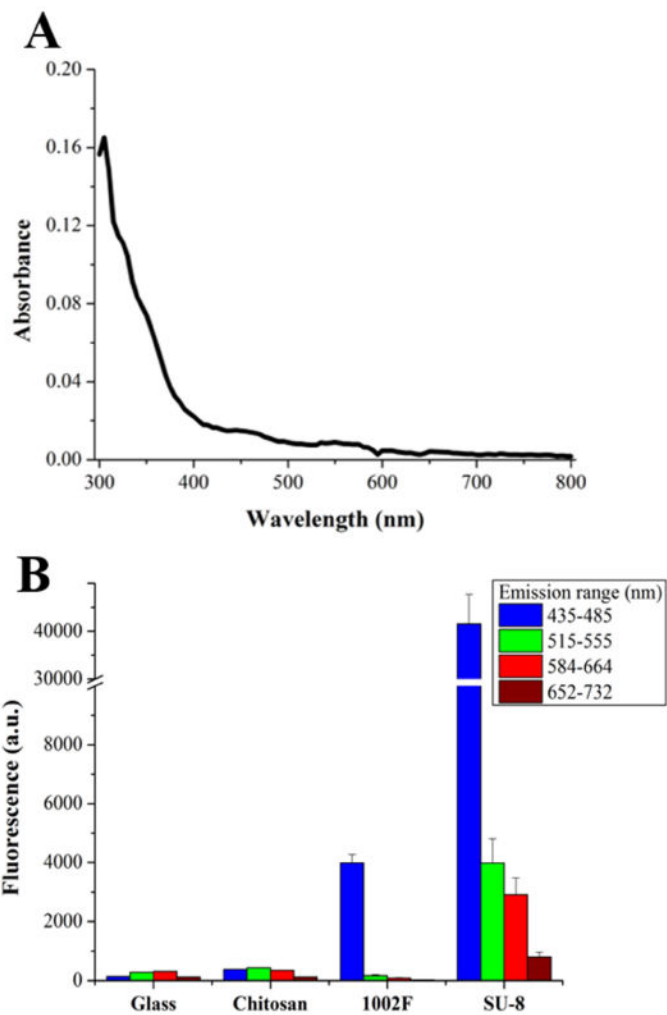 A
0.20
0.16
0.12
0.08
0.04
0.00
Absorbance
300 400 500 600 700 800
Wavelength (nm)
B
Emission range (nm)
435-485
515-555
584-664
652-732
40000
30000
8000
6000
4000
2000
0
Fluorescence (a.u.)
Glass Chitosan 1002F SU-8